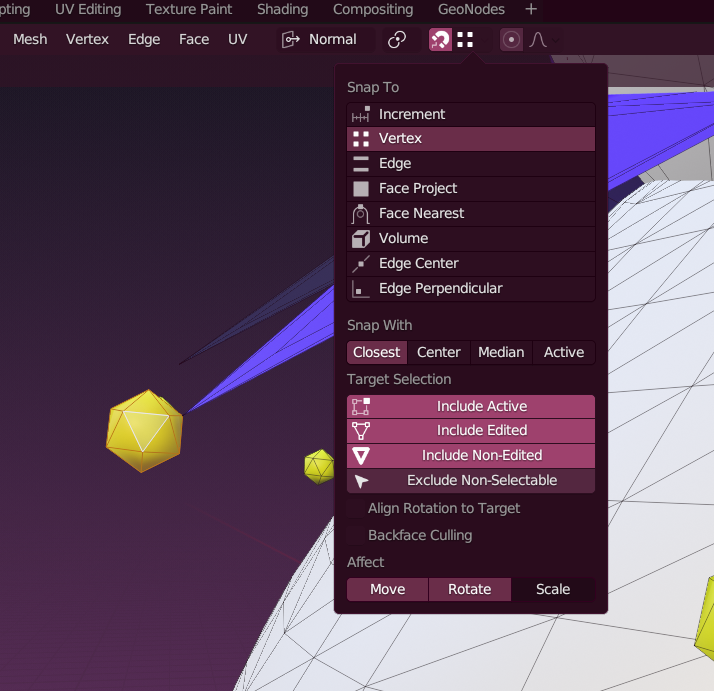 pting UV Editing Texture Paint Shading Compositing GeoNodes +
Mesh Vertex Edge Face UV Normal
Snap To
Increment
Vertex
Edge
Face Project
Face Nearest
Volume
Edge Center
Edge Perpendicular
Snap With
Closest Center Median Active
Target Selection
Include Active
Include Edited
Include Non-Edited
Exclude Non-Selectable
Align Rotation to Target
Backface Culling
Affect
Move Rotate Scale